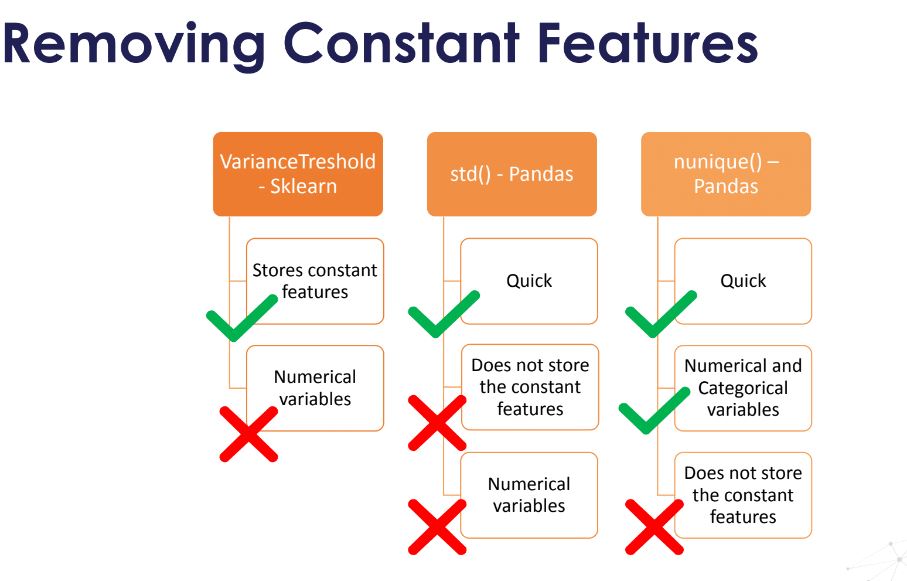 Removing Constant Features
VarianceTreshold
- Sklearn
Stores constant
features
Numerical
variables
std() - Pandas
Quick
Does not store
the constant
features
Numerical
variables
nunique() –
Pandas
Quick
Numerical and
Categorical
variables
Does not store
the constant
features